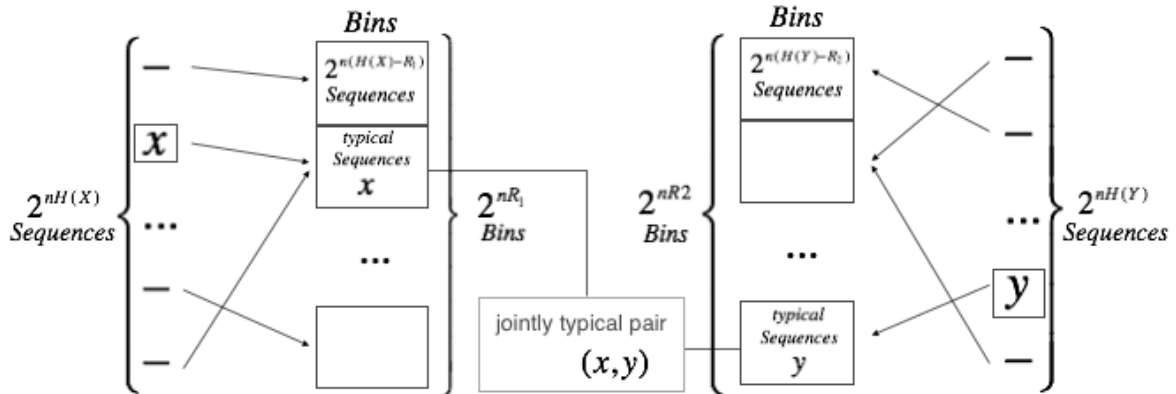 Bins
2^{n(H(X)-R_1)}
Sequences
x
typical
Sequences
x
...
...
2^{nH(X)}
Sequences
2^{nR_1}
Bins
jointly typical pair
(x, y)
Bins
2^{n(H(Y)-R_2)}
Sequences
2^{nR2}
Bins
...
...
typical
Sequences
y
y
2^{nH(Y)}
Sequences